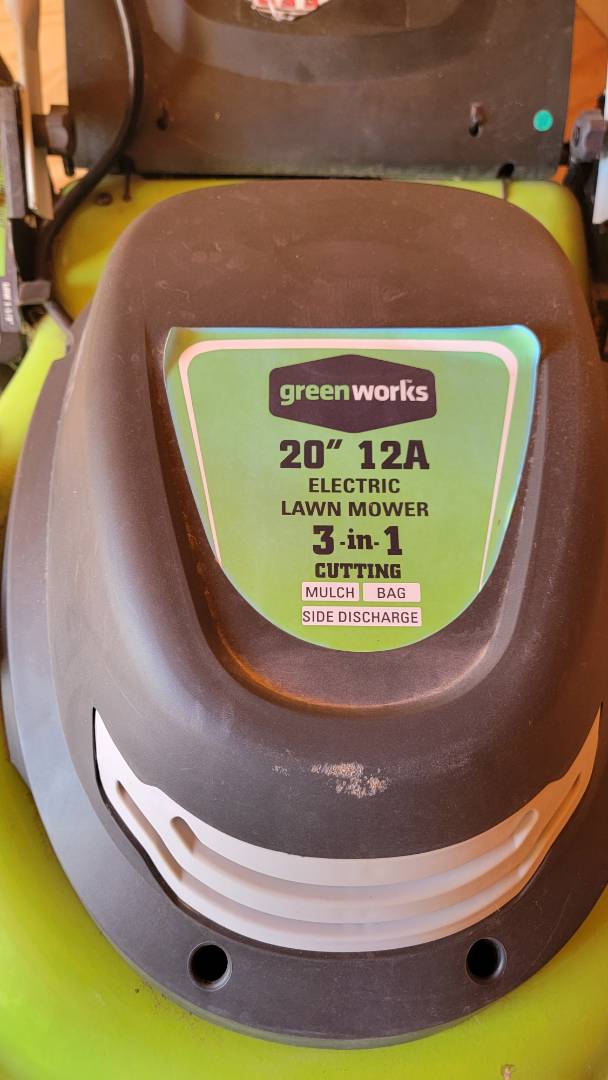 greenworks
20″ 12A
ELECTRIC
LAWN MOWER
3-in-1
CUTTING
MULCH BAG
SIDE DISCHARGE